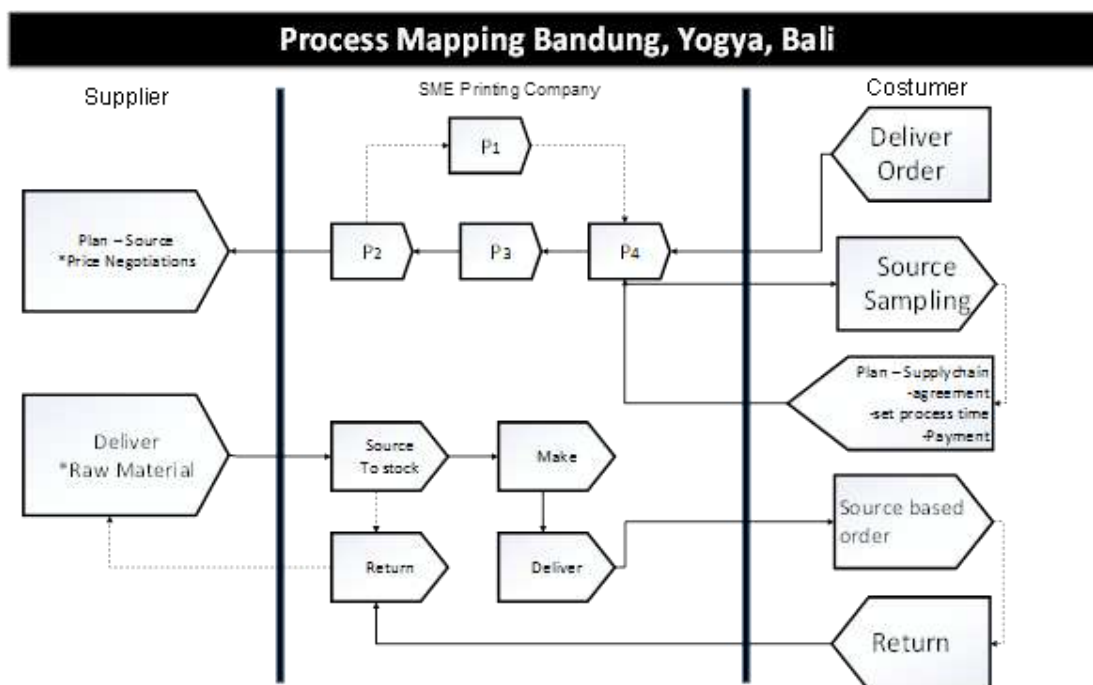 Process Mapping Bandung, Yogya, Bali
Supplier
SME Printing Company
Costumer
P1
Deliver
Order
Plan – Source
*Price Negotiations
P2
P3
P4
Source
Sampling
Plan – Supplychain
-agreement
-set process time
-Payment
Deliver
*Raw Material
Source
To stock
Make
Source based
order
Return
Deliver
Return